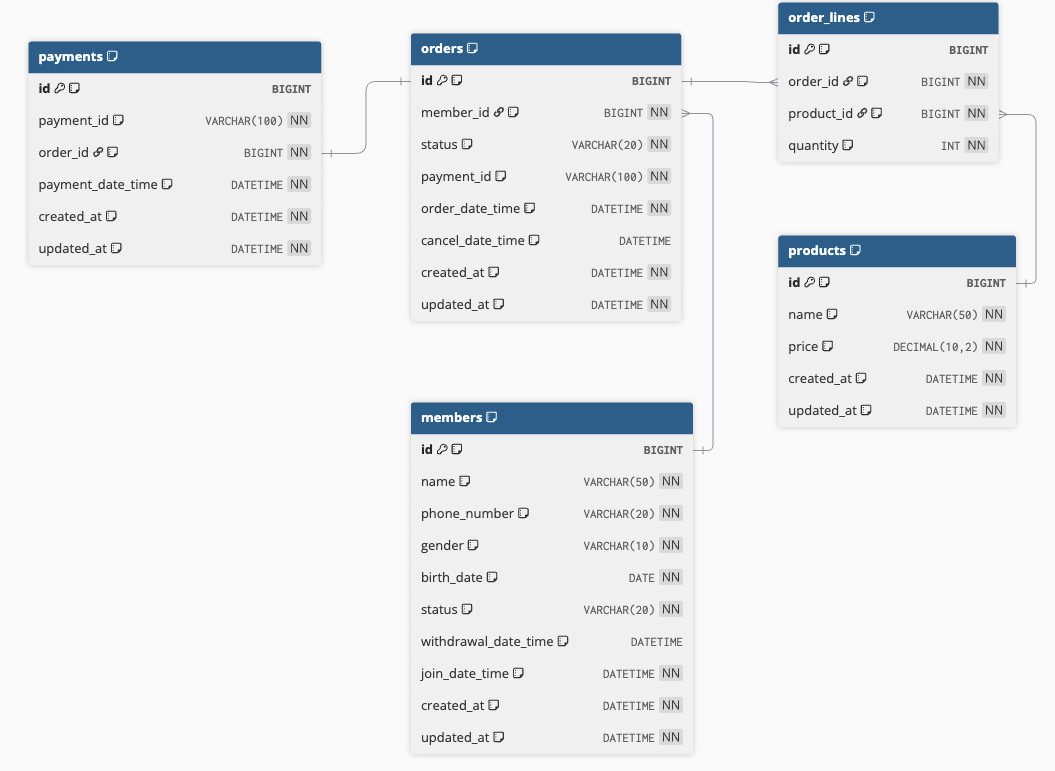 payments
id BIGINT
payment_id VARCHAR(100) NN
order_id BIGINT NN
payment_date_time DATETIME NN
created_at DATETIME NN
updated_at DATETIME NN
orders
id BIGINT
member_id BIGINT NN
status VARCHAR(20) NN
payment_id VARCHAR(100) NN
order_date_time DATETIME NN
cancel_date_time DATETIME
created_at DATETIME NN
updated_at DATETIME NN
order_lines
id BIGINT
order_id BIGINT NN
product_id BIGINT NN
quantity INT NN
products
id BIGINT
name VARCHAR(50) NN
price DECIMAL(10,2) NN
created_at DATETIME NN
updated_at DATETIME NN
members
id BIGINT
name VARCHAR(50) NN
phone_number VARCHAR(20) NN
gender VARCHAR(10) NN
birth_date DATE NN
status VARCHAR(20) NN
withdrawal_date_time DATETIME
join_date_time DATETIME NN
created_at DATETIME NN
updated_at DATETIME NN